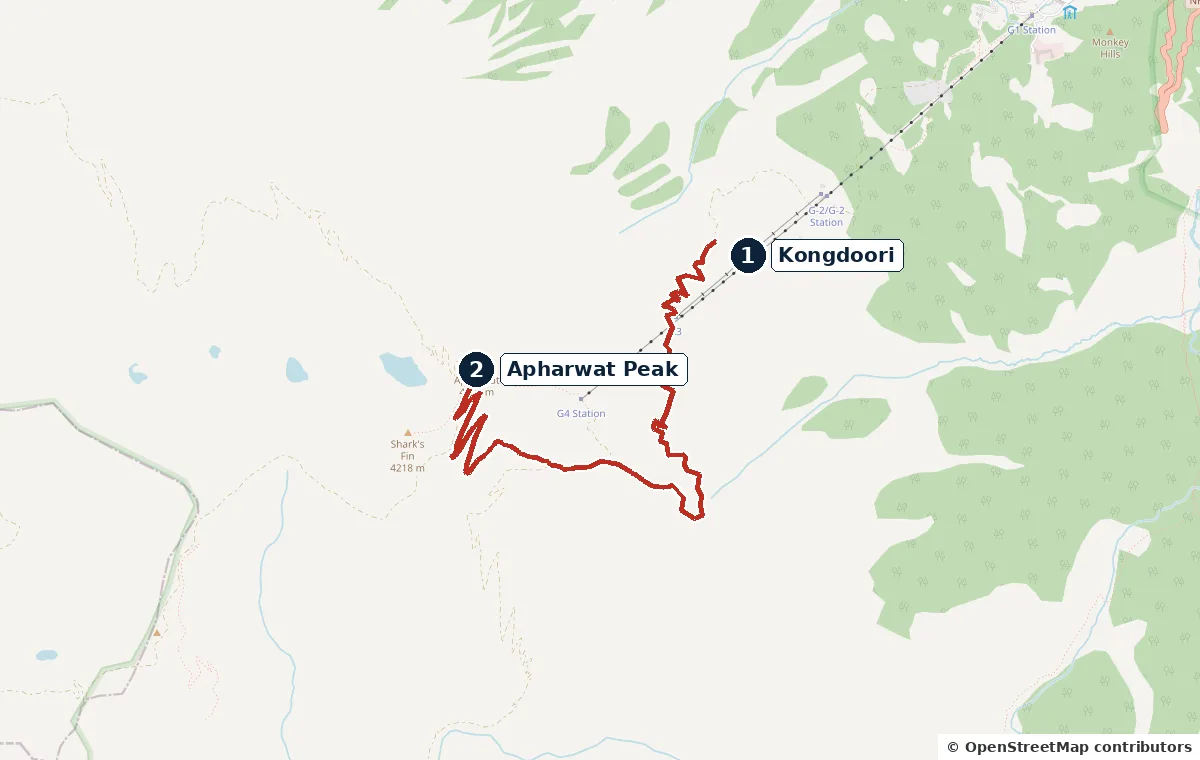 G1 Station
Monkey
Hills
G-2/G-2
Station
1
Kongdoori
2
Apharwat Peak
G4 Station
Shark's
Fin
4218 m
© OpenStreetMap contributors